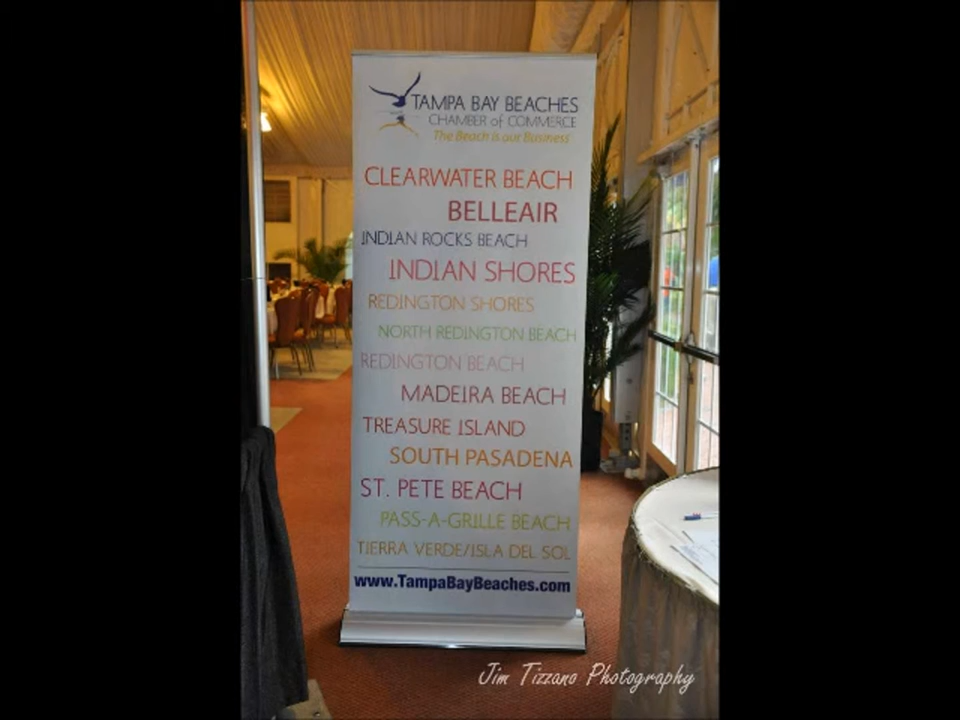 TAMPA BAY BEACHES
CHAMBER of COMMERCE
The Beach is our Business
CLEARWATER BEACH
BELLEAIR
INDIAN ROCKS BEACH
INDIAN SHORES
REDINGTON SHORES
NORTH REDINGTON BEACH
REDINGTON BEACH
MADEIRA BEACH
TREASURE ISLAND
SOUTH PASADENA
ST. PETE BEACH
PASS-A-GRILLE BEACH
TIERRA VERDE/ISLA DEL SOL
www.TampaBayBeaches.com
Jim Tizzano Photography